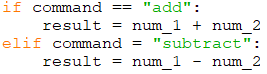 if command == "add":
    result = num_1 + num_2
elif command = "subtract":
    result = num_1 - num_2